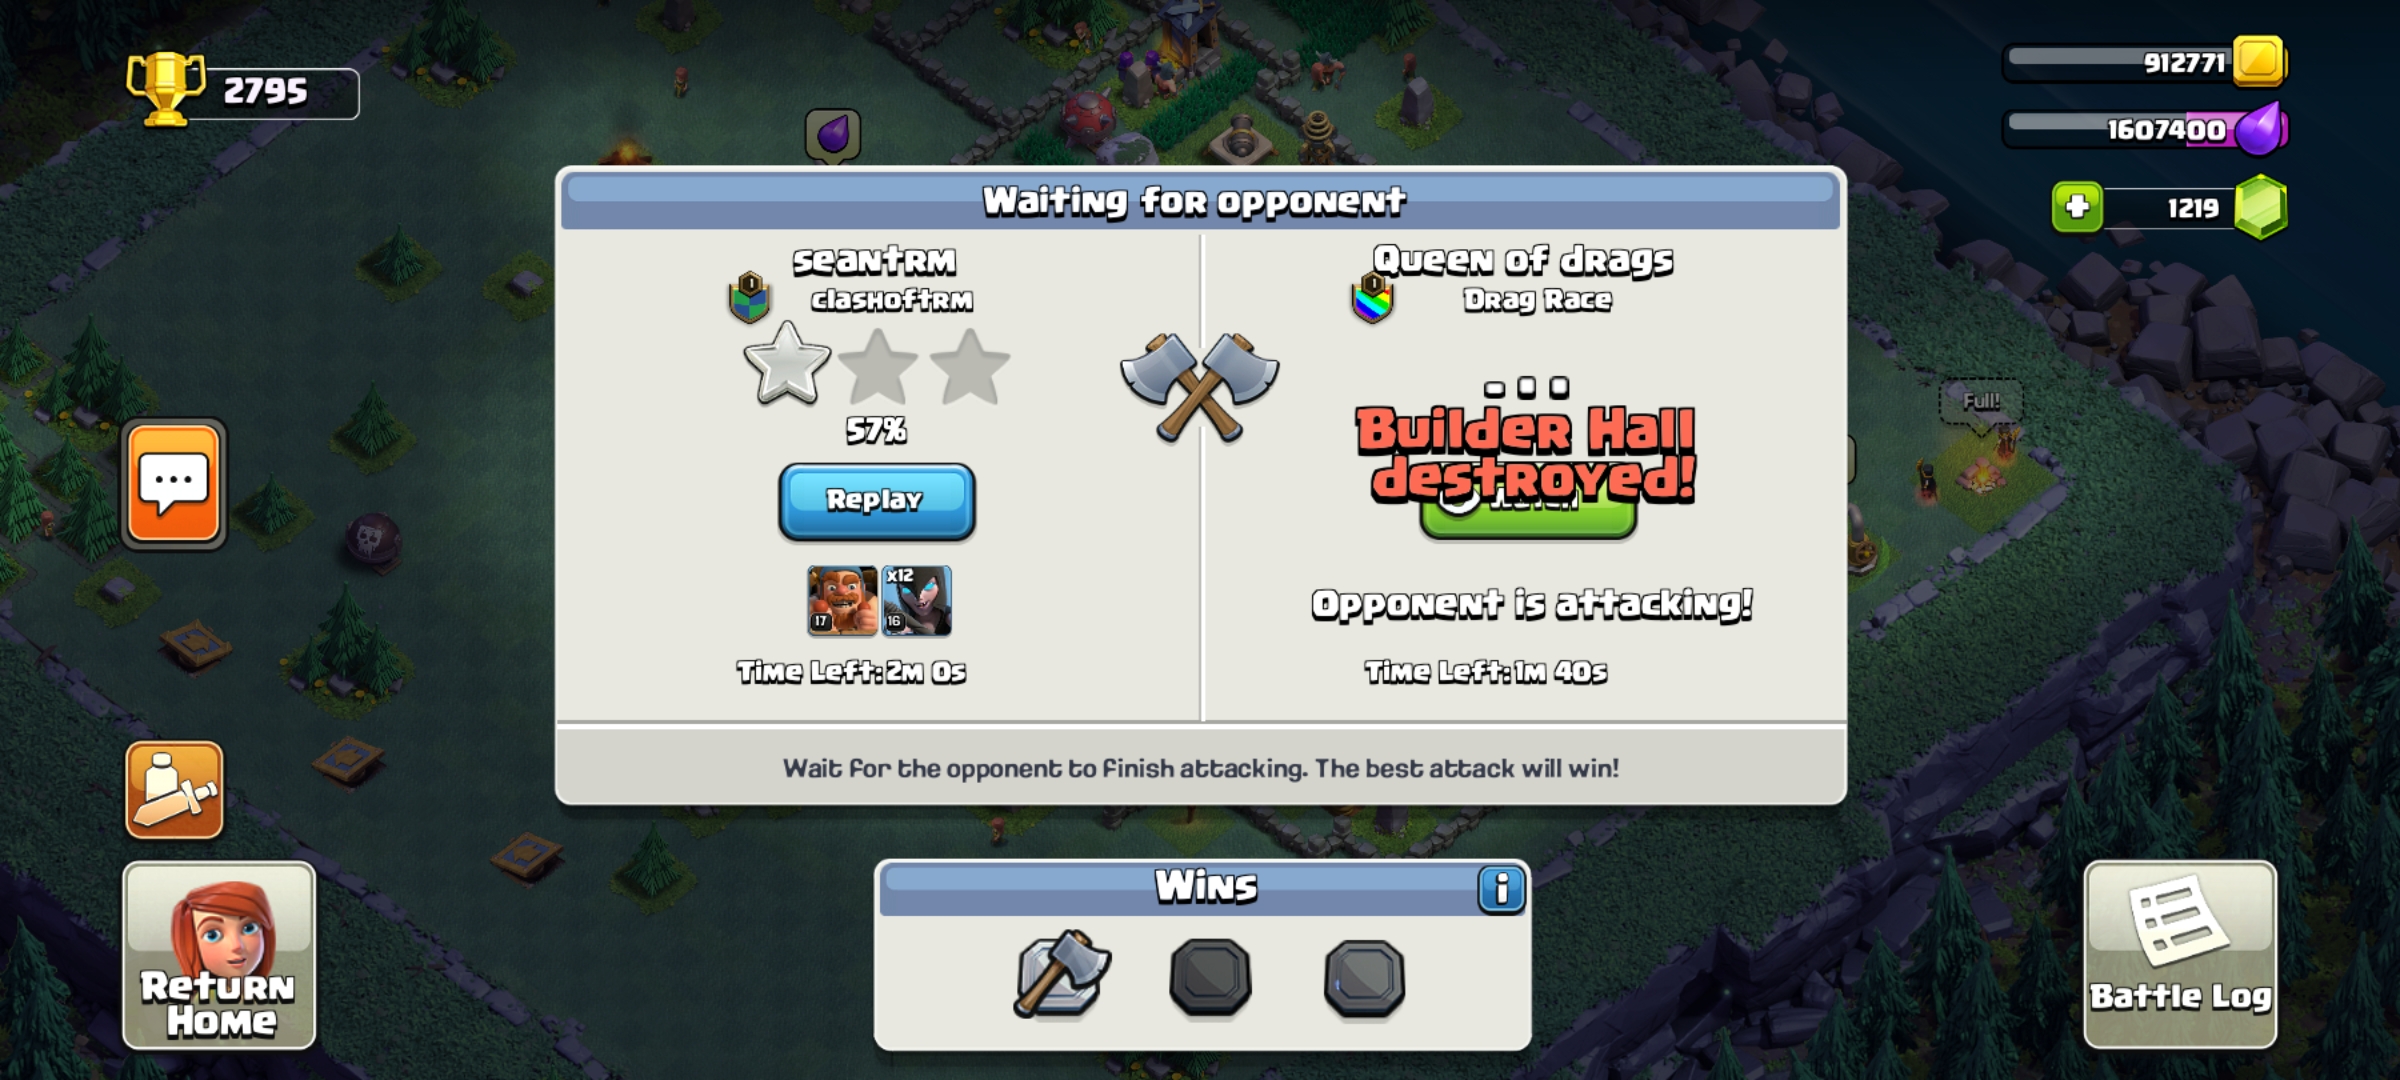 2795
912771
1607400
1219
Waiting for opponent
seantrm
clashoftrm
57%
Replay
x12
17
16
Time Left: 2m 0s
Queen of drags
Drag Race
Builder Hall
destroyed!
Opponent is attacking!
Time Left: 1m 40s
Full!
Wait for the opponent to finish attacking. The best attack will win!
Wins
i
Return
Home
Battle Log